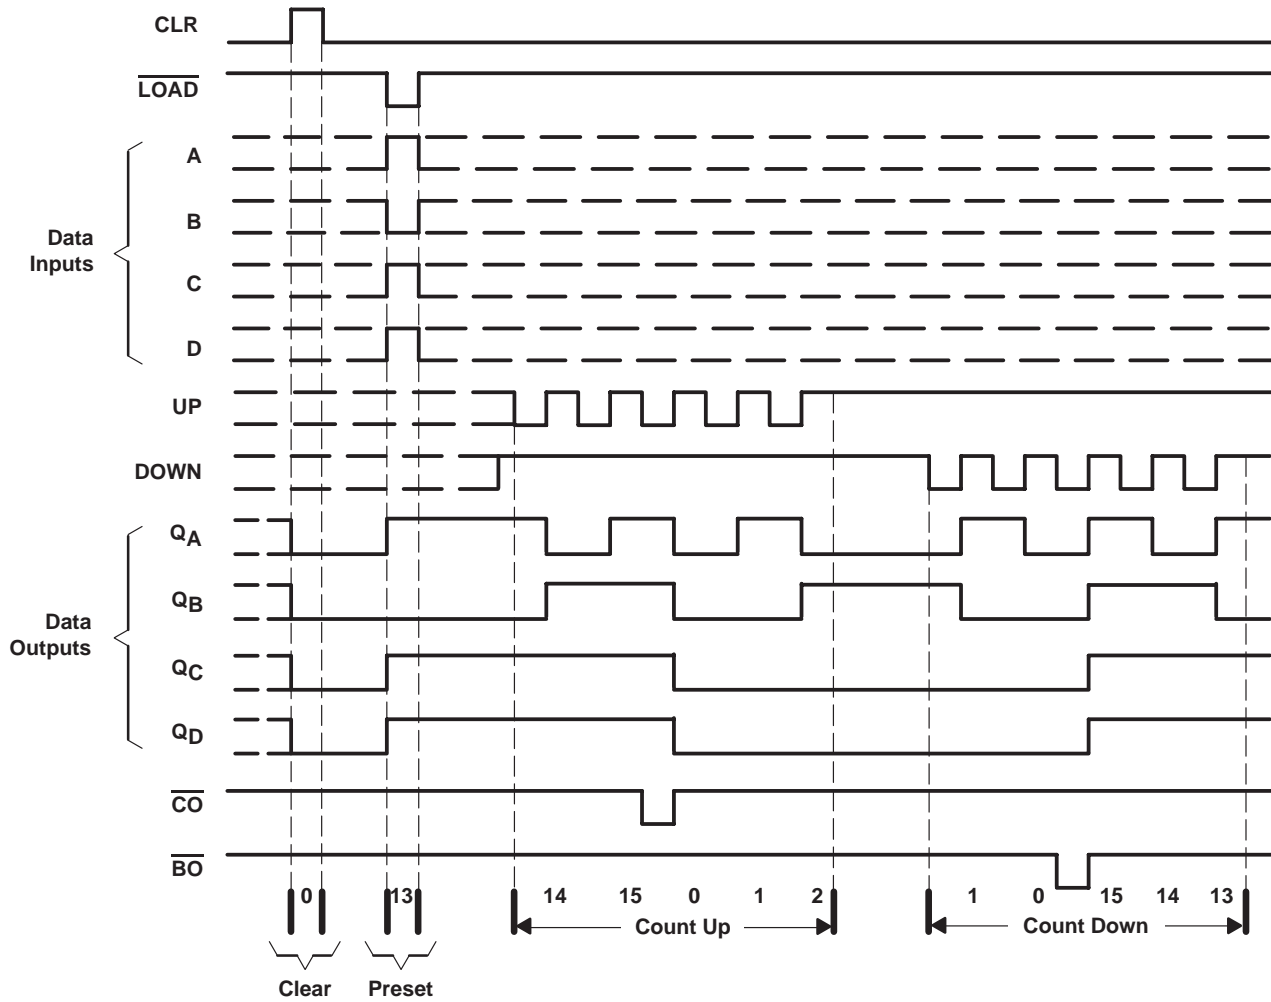 CLR
LOAD
A
B
Data
Inputs
C
D
UP
DOWN
QA
QB
Data
Outputs
QC
QD
CO
BO
0 13 14 15 0 1 2 1 0 15 14 13
Count Up Count Down
Clear Preset